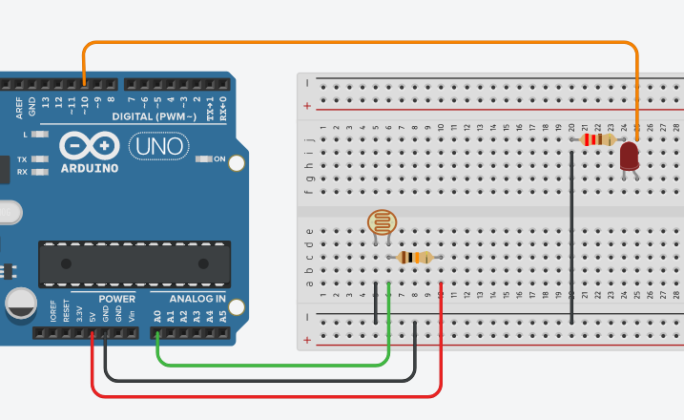 AREF
GND
13
12
~11
~10
~9
8
7
~6
~5
4
~3
2
TX→1
RX←0
DIGITAL (PWM~)
L
TX
RX
UNO
ON
ARDUINO
POWER
ANALOG IN
IOREF
RESET
3.3V
5V
GND
GND
Vin
A0
A1
A2
A3
A4
A5
1 2 3 4 5 6 7 8 9 10 11 12 13 14 15 16 17 18 19 20 21 22 23 24 25 26 27 28
j
i
h
g
f
e
d
c
b
a
1 2 3 4 5 6 7 8 9 10 11 12 13 14 15 16 17 18 19 20 21 22 23 24 25 26 27 28